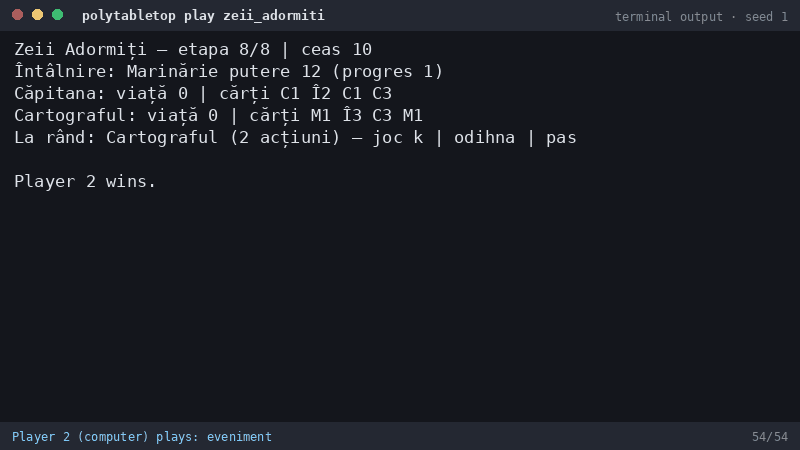 polytabletop play zeii_adormiti
terminal output · seed 1
Zeii Adormiți — etapa 8/8 | ceas 10
Întâlnire: Marinărie putere 12 (progres 1)
Căpitana: viață 0 | cărți C1 Î2 C1 C3
Cartograful: viață 0 | cărți M1 Î3 C3 M1
La rând: Cartograful (2 acțiuni) — joc k | odihna | pas
Player 2 wins.
Player 2 (computer) plays: eveniment
54/54